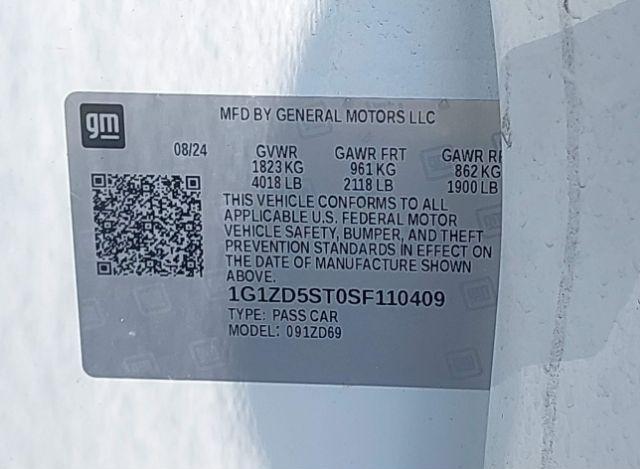 gm
MFD BY GENERAL MOTORS LLC
08/24 GVWR GAWR FRT GAWR
1823 KG 961 KG 862 KG
4018 LB 2118 LB 1900 LB
THIS VEHICLE CONFORMS TO ALL
APPLICABLE U.S. FEDERAL MOTOR
VEHICLE SAFETY, BUMPER, AND THEFT
PREVENTION STANDARDS IN EFFECT ON
THE DATE OF MANUFACTURE SHOWN
ABOVE.
1G1ZD5ST0SF110409
TYPE: PASS CAR
MODEL: 091ZD69